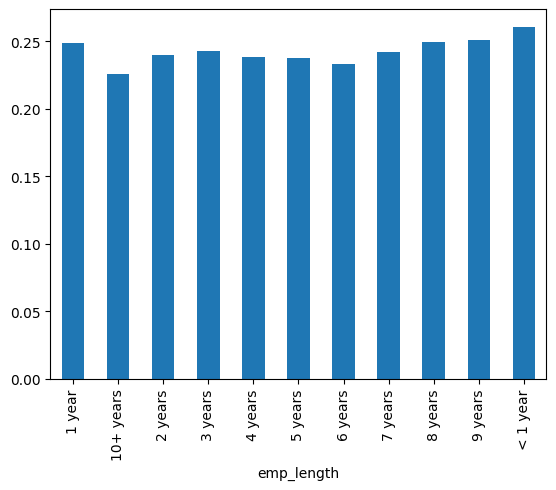 0.25
0.20
0.15
0.10
0.05
0.00
1 year
10+ years
2 years
3 years
4 years
5 years
6 years
7 years
8 years
9 years
< 1 year
emp_length